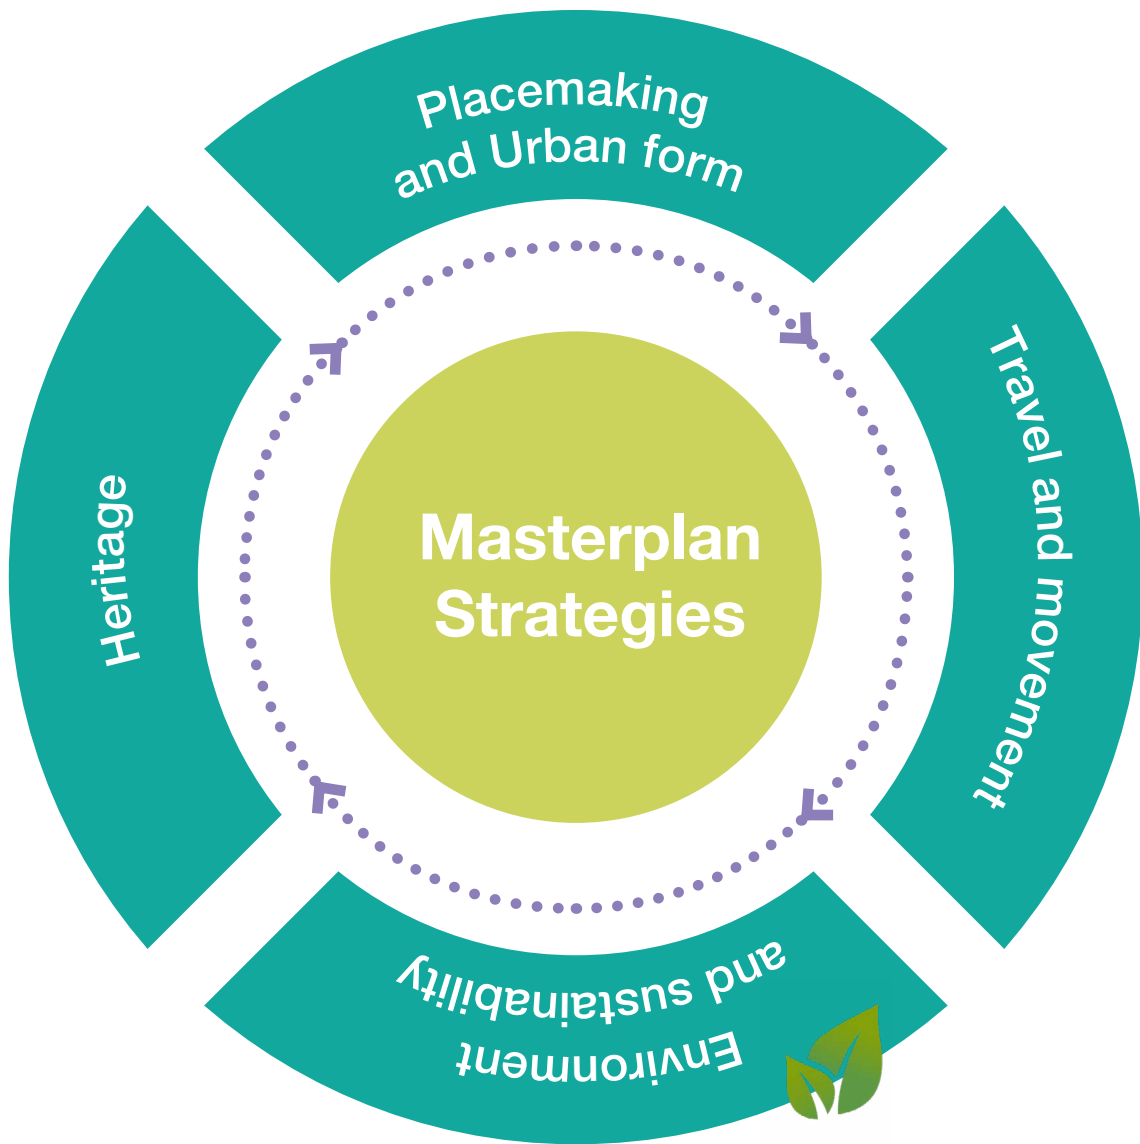 Placemaking
and Urban form
Travel and movement
Environment
and sustainability
Heritage
Masterplan
Strategies